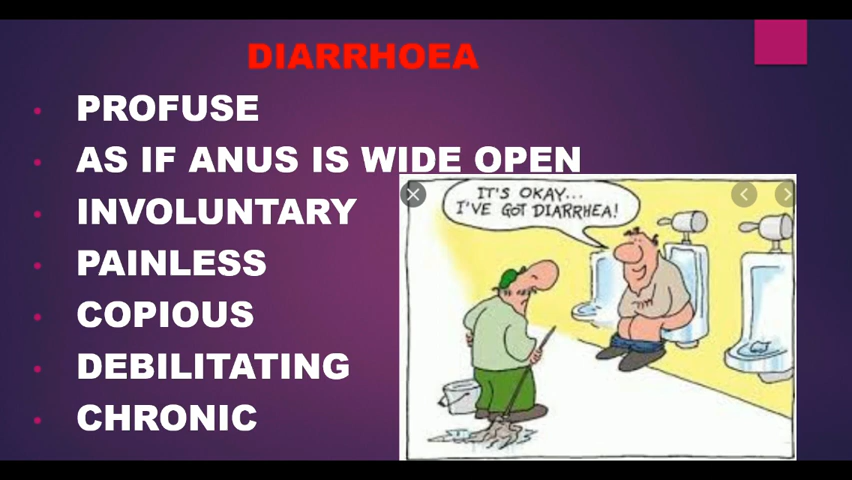 DIARRHOEA
PROFUSE
AS IF ANUS IS WIDE OPEN
INVOLUNTARY
PAINLESS
COPIOUS
DEBILITATING
CHRONIC
IT'S OKAY...
I'VE GOT DIARRHEA!